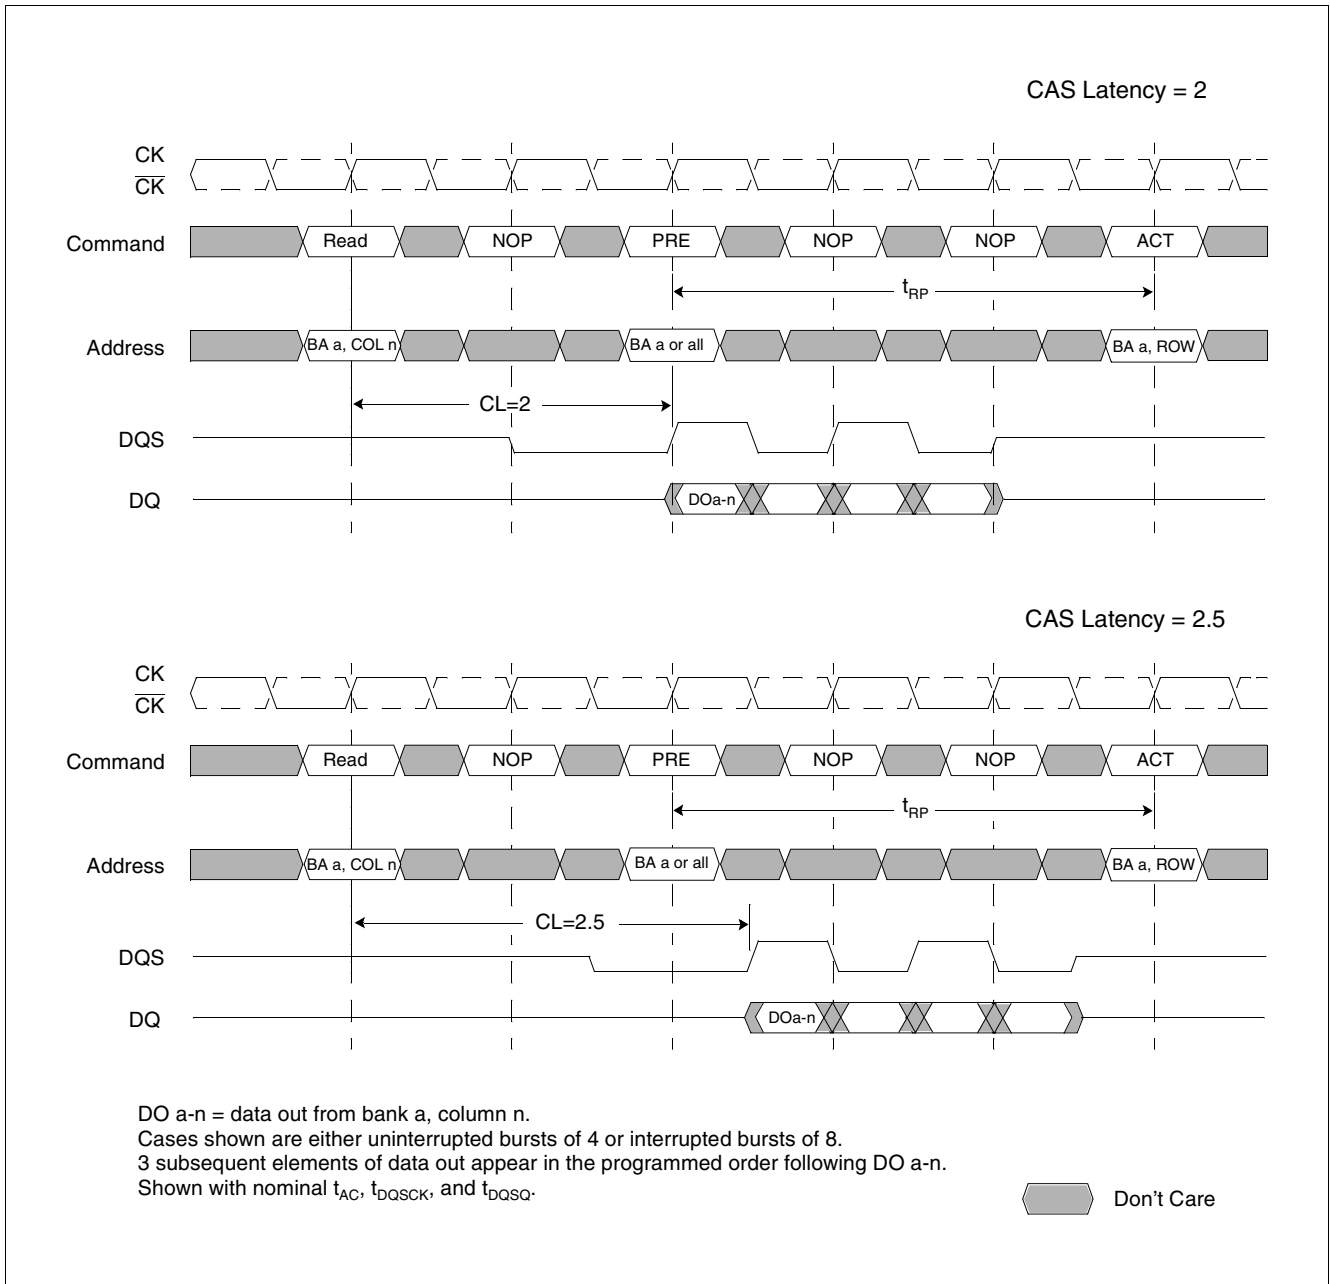 CAS Latency = 2
CK
CK
Command
Read
NOP
PRE
NOP
NOP
ACT
tRP
Address
BA a, COL n
BA a or all
BA a, ROW
CL=2
DQS
DQ
DOa-n
CAS Latency = 2.5
CK
CK
Command
Read
NOP
PRE
NOP
NOP
ACT
tRP
Address
BA a, COL n
BA a or all
BA a, ROW
CL=2.5
DQS
DQ
DOa-n
DO a-n = data out from bank a, column n.
Cases shown are either uninterrupted bursts of 4 or interrupted bursts of 8.
3 subsequent elements of data out appear in the programmed order following DO a-n.
Shown with nominal tAC, tDQSCK, and tDQSQ.
Don't Care